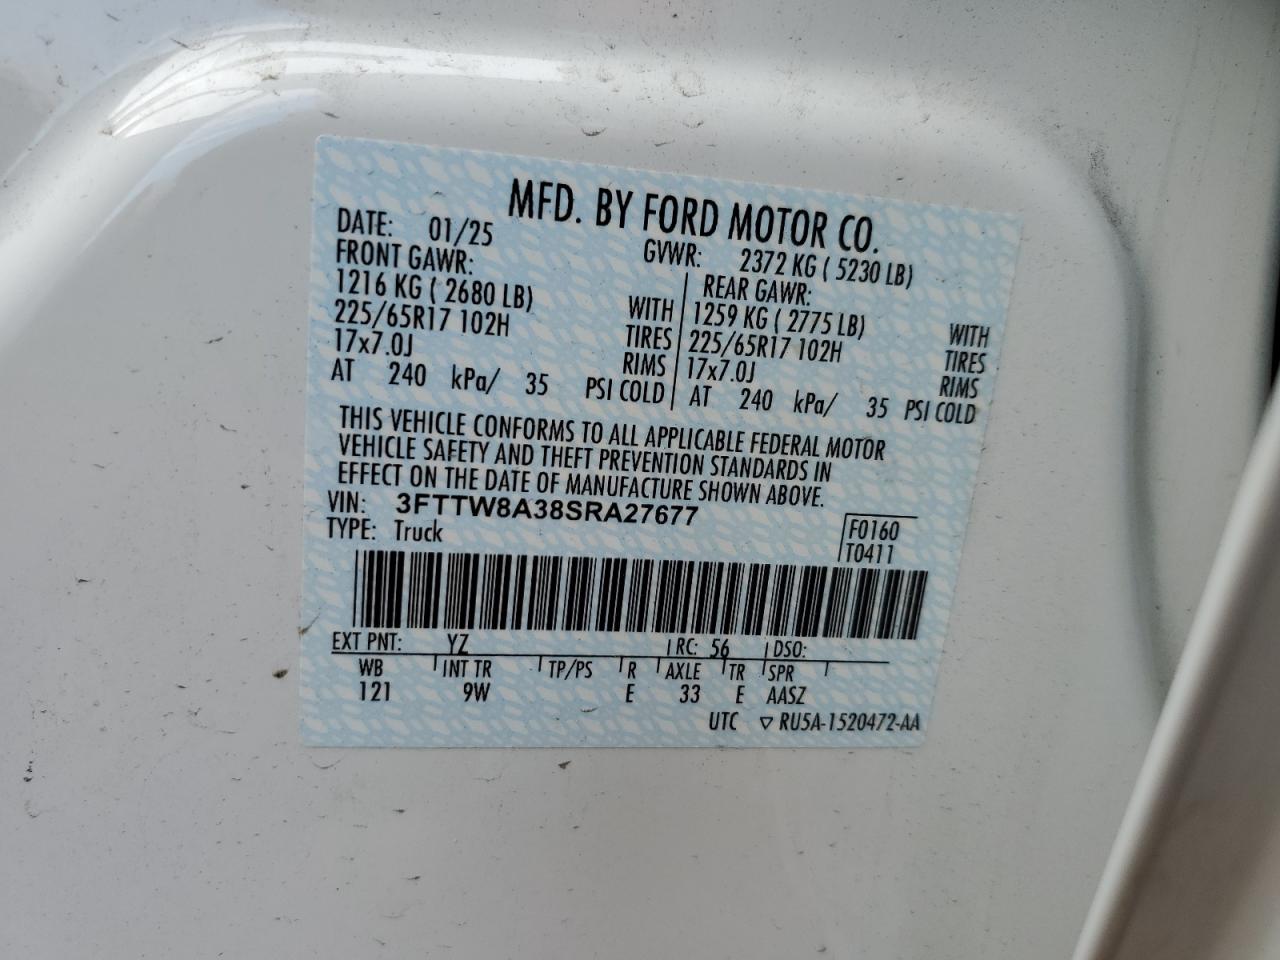 MFD. BY FORD MOTOR CO.
DATE: 01/25 GVWR: 2372 KG ( 5230 LB)
FRONT GAWR: REAR GAWR:
1216 KG ( 2680 LB) WITH 1259 KG ( 2775 LB) WITH
225/65R17 102H TIRES 225/65R17 102H TIRES
17x7.0J RIMS 17x7.0J RIMS
AT 240 kPa/ 35 PSI COLD AT 240 kPa/ 35 PSI COLD
THIS VEHICLE CONFORMS TO ALL APPLICABLE FEDERAL MOTOR
VEHICLE SAFETY AND THEFT PREVENTION STANDARDS IN
EFFECT ON THE DATE OF MANUFACTURE SHOWN ABOVE.
VIN: 3FTTW8A38SRA27677
TYPE: Truck
F0160
T0411
EXT PNT: YZ RC: 56 DSO:
WB INT TR TP/PS R AXLE TR SPR
121 9W E 33 E AASZ
UTC ▽ RU5A-1520472-AA